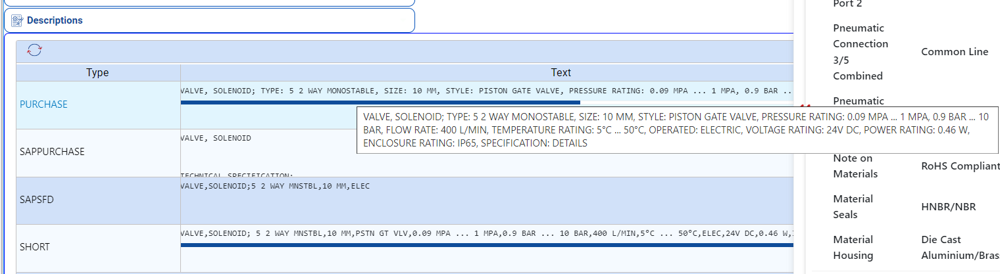 Descriptions
Type
Text
PURCHASE
VALVE, SOLENOID; TYPE: 5 2 WAY MONOSTABLE, SIZE: 10 MM, STYLE: PISTON GATE VALVE, PRESSURE RATING: 0.09 MPA ... 1 MPA, 0.9 BAR ..
VALVE, SOLENOID; TYPE: 5 2 WAY MONOSTABLE, SIZE: 10 MM, STYLE: PISTON GATE VALVE, PRESSURE RATING: 0.09 MPA ... 1 MPA, 0.9 BAR ... 10
BAR, FLOW RATE: 400 L/MIN, TEMPERATURE RATING: 5°C ... 50°C, OPERATED: ELECTRIC, VOLTAGE RATING: 24V DC, POWER RATING: 0.46 W,
ENCLOSURE RATING: IP65, SPECIFICATION: DETAILS
SAPPURCHASE
VALVE, SOLENOID
TECHNICAL SPECIFICATION:
SAPSFD
VALVE,SOLENOID;5 2 WAY MNSTBL,10 MM,ELEC
SHORT
VALVE,SOLENOID; 5 2 WAY MNSTBL,10 MM,PSTN GT VLV,0.09 MPA ... 1 MPA,0.9 BAR ... 10 BAR,400 L/MIN,5°C ... 50°C,ELEC,24V DC,0.46 W,
Port 2
Pneumatic
Connection
3/5
Combined
Common Line
Pneumatic
Note on
Materials
RoHS Compliant
Material
Seals
HNBR/NBR
Material
Housing
Die Cast
Aluminium/Bras